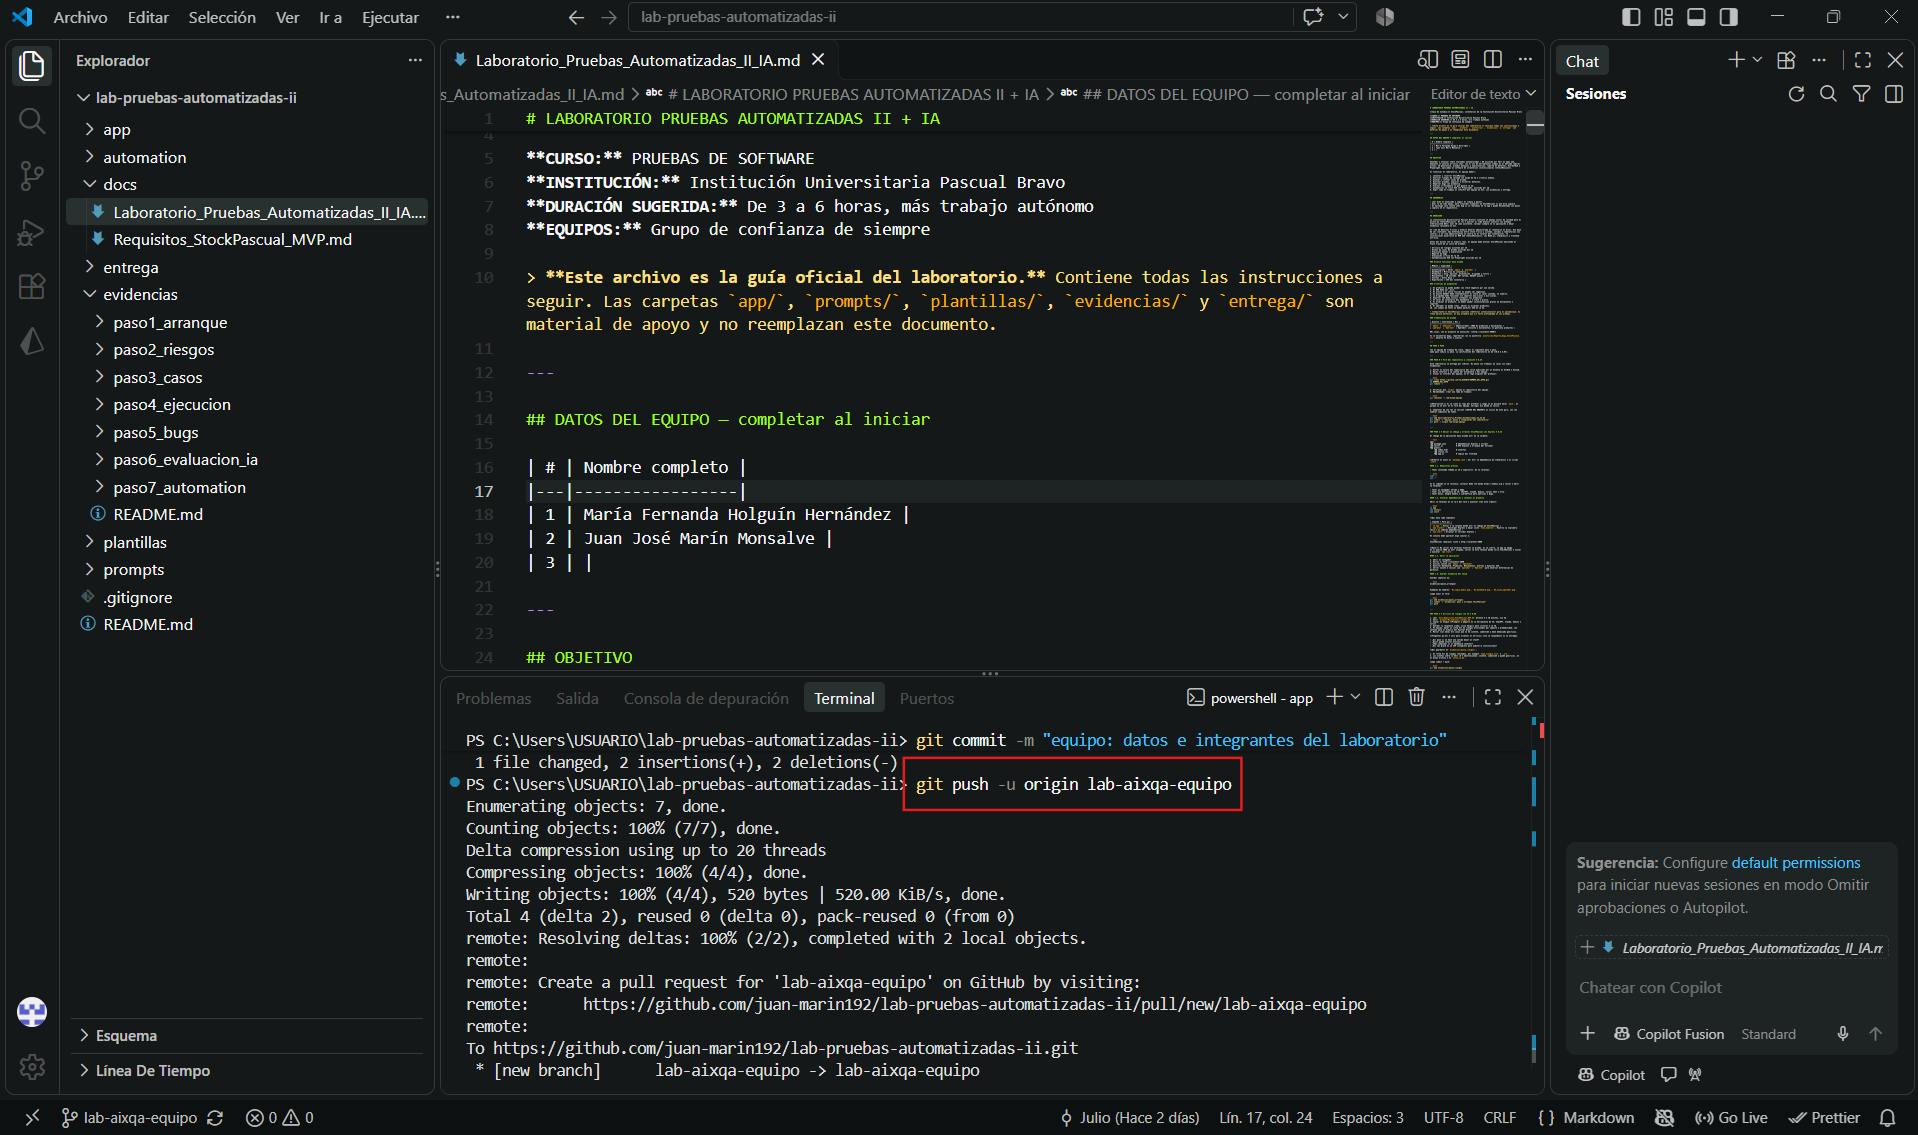 Archivo Editar Selección Ver Ir a Ejecutar ···
lab-pruebas-automatizadas-ii
Explorador
lab-pruebas-automatizadas-ii
app
automation
docs
Laboratorio_Pruebas_Automatizadas_II_IA....
Requisitos_StockPascual_MVP.md
entrega
evidencias
paso1_arranque
paso2_riesgos
paso3_casos
paso4_ejecucion
paso5_bugs
paso6_evaluacion_ia
paso7_automation
README.md
plantillas
prompts
.gitignore
README.md
Esquema
Línea De Tiempo
Laboratorio_Pruebas_Automatizadas_II_IA.md
s_Automatizadas_II_IA.md > abc # LABORATORIO PRUEBAS AUTOMATIZADAS II + IA > abc ## DATOS DEL EQUIPO — completar al iniciar
Editor de texto
1 # LABORATORIO PRUEBAS AUTOMATIZADAS II + IA
4
5 **CURSO:** PRUEBAS DE SOFTWARE
6 **INSTITUCIÓN:** Institución Universitaria Pascual Bravo
7 **DURACIÓN SUGERIDA:** De 3 a 6 horas, más trabajo autónomo
8 **EQUIPOS:** Grupo de confianza de siempre
9
10 > **Este archivo es la guía oficial del laboratorio.** Contiene todas las instrucciones a
seguir. Las carpetas `app/`, `prompts/`, `plantillas/`, `evidencias/` y `entrega/` son
material de apoyo y no reemplazan este documento.
11
12 ---
13
14 ## DATOS DEL EQUIPO — completar al iniciar
15
16 | # | Nombre completo |
17 |---|-----------------|
18 | 1 | María Fernanda Holguín Hernández |
19 | 2 | Juan José Marín Monsalve |
20 | 3 | |
21
22 ---
23
24 ## OBJETIVO
Problemas Salida Consola de depuración Terminal Puertos
powershell - app
PS C:\Users\USUARIO\lab-pruebas-automatizadas-ii> git commit -m "equipo: datos e integrantes del laboratorio"
1 file changed, 2 insertions(+), 2 deletions(-)
PS C:\Users\USUARIO\lab-pruebas-automatizadas-ii> git push -u origin lab-aixqa-equipo
Enumerating objects: 7, done.
Counting objects: 100% (7/7), done.
Delta compression using up to 20 threads
Compressing objects: 100% (4/4), done.
Writing objects: 100% (4/4), 520 bytes | 520.00 KiB/s, done.
Total 4 (delta 2), reused 0 (delta 0), pack-reused 0 (from 0)
remote: Resolving deltas: 100% (2/2), completed with 2 local objects.
remote:
remote: Create a pull request for 'lab-aixqa-equipo' on GitHub by visiting:
remote:      https://github.com/juan-marin192/lab-pruebas-automatizadas-ii/pull/new/lab-aixqa-equipo
remote:
To https://github.com/juan-marin192/lab-pruebas-automatizadas-ii.git
* [new branch]      lab-aixqa-equipo -> lab-aixqa-equipo
Chat
Sesiones
Sugerencia: Configure default permissions
para iniciar nuevas sesiones en modo Omitir
aprobaciones o Autopilot.
Laboratorio_Pruebas_Automatizadas_II_IA.m
Chatear con Copilot
Copilot Fusion Standard
Copilot
lab-aixqa-equipo 0 0
Julio (Hace 2 días) Lín. 17, col. 24 Espacios: 3 UTF-8 CRLF {} Markdown Go Live Prettier